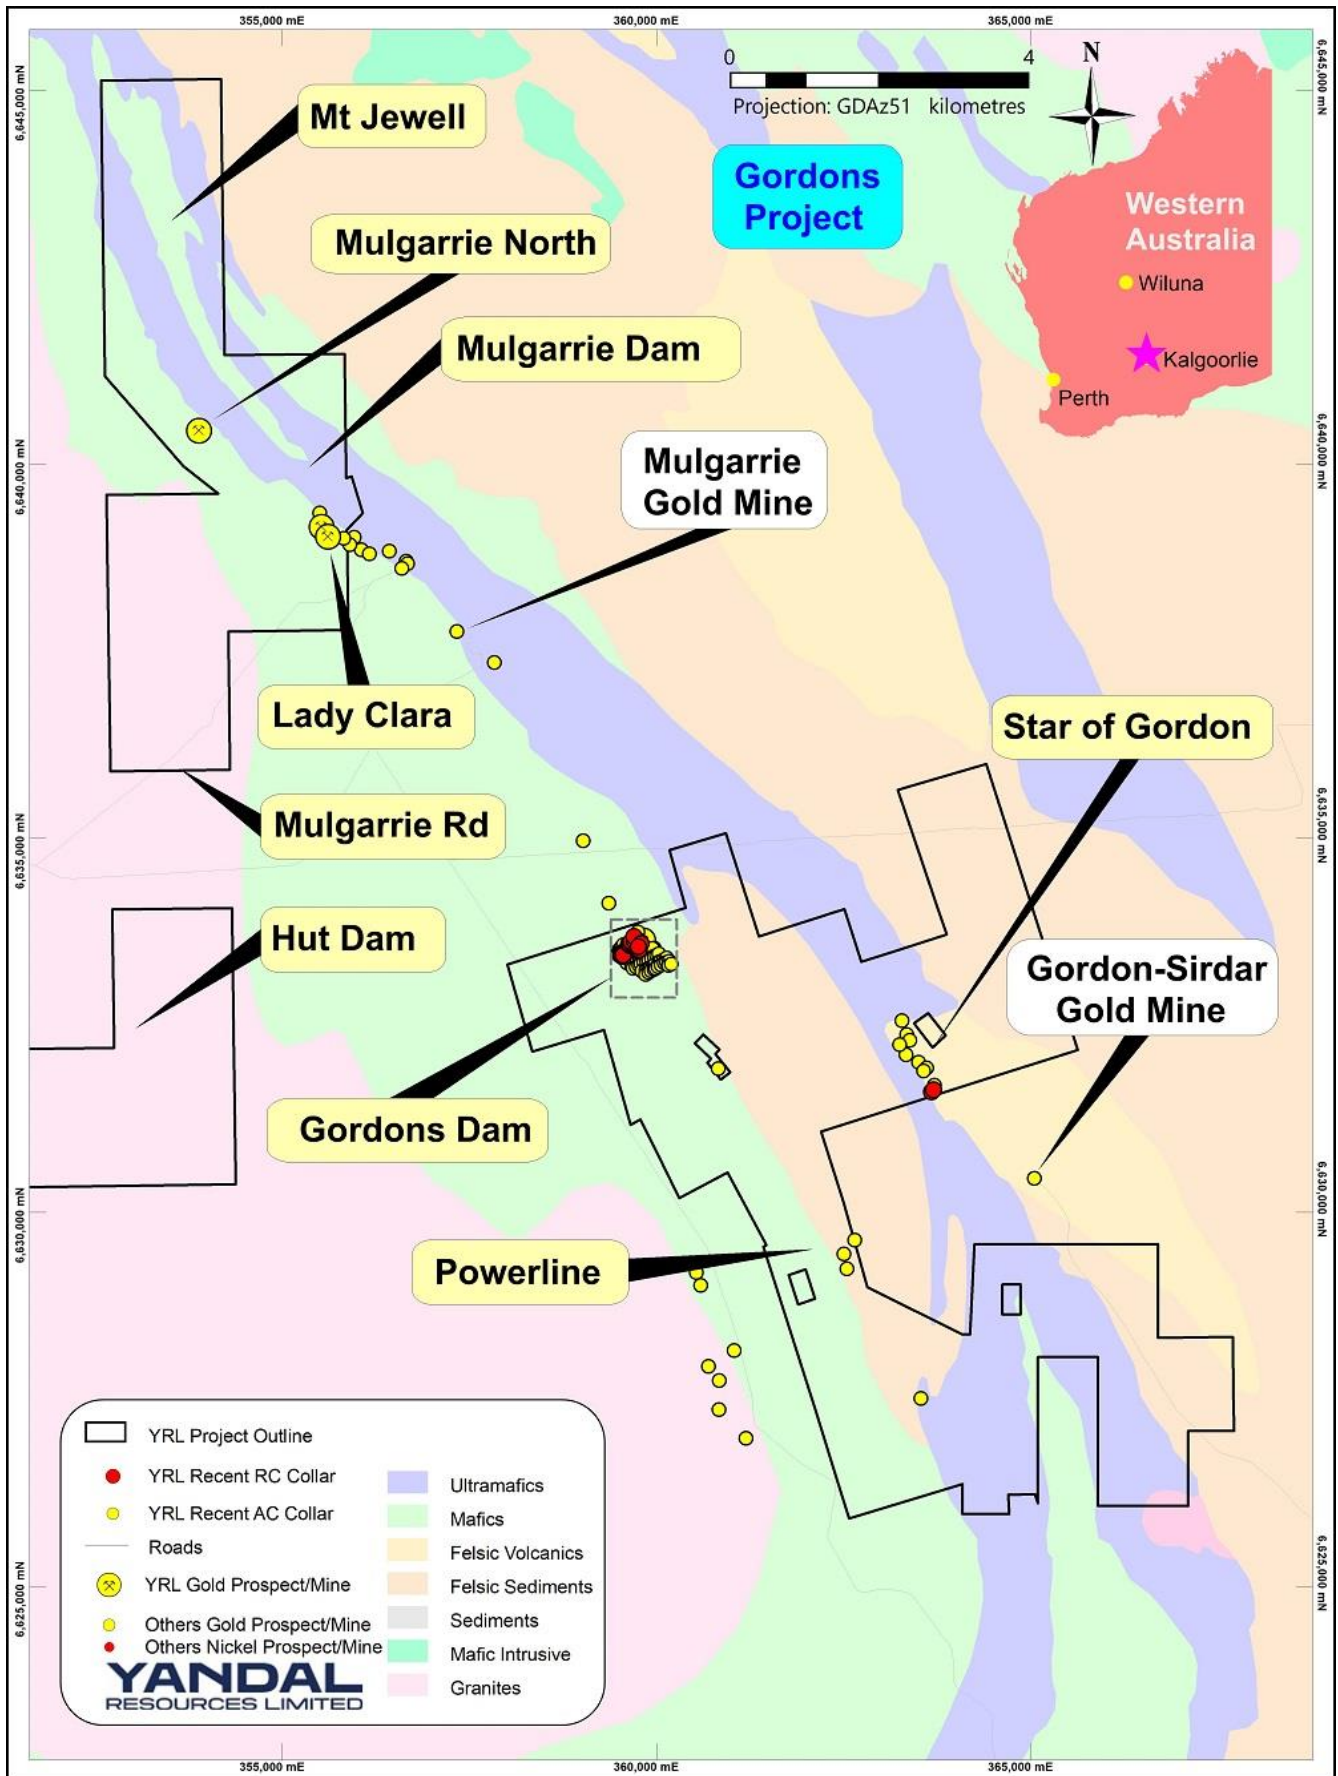 355,000 mE
360,000 mE
365,000 mE
6,645,000 mN
6,645,000 mN
0
4
Projection: GDAz51 kilometres
N
Mt Jewell
Gordons
Project
Western
Australia
Wiluna
Kalgoorlie
Perth
Mulgarrie North
Mulgarrie Dam
6,640,000 mN
6,640,000 mN
Mulgarrie
Gold Mine
Lady Clara
Star of Gordon
Mulgarrie Rd
6,635,000 mN
6,635,000 mN
Hut Dam
Gordon-Sirdar
Gold Mine
Gordons Dam
6,630,000 mN
6,630,000 mN
Powerline
YRL Project Outline
YRL Recent RC Collar
YRL Recent AC Collar
Roads
YRL Gold Prospect/Mine
Others Gold Prospect/Mine
Others Nickel Prospect/Mine
YANDAL
RESOURCES LIMITED
Ultramafics
Mafics
Felsic Volcanics
Felsic Sediments
Sediments
Mafic Intrusive
Granites
6,625,000 mN
6,625,000 mN
355,000 mE
360,000 mE
365,000 mE